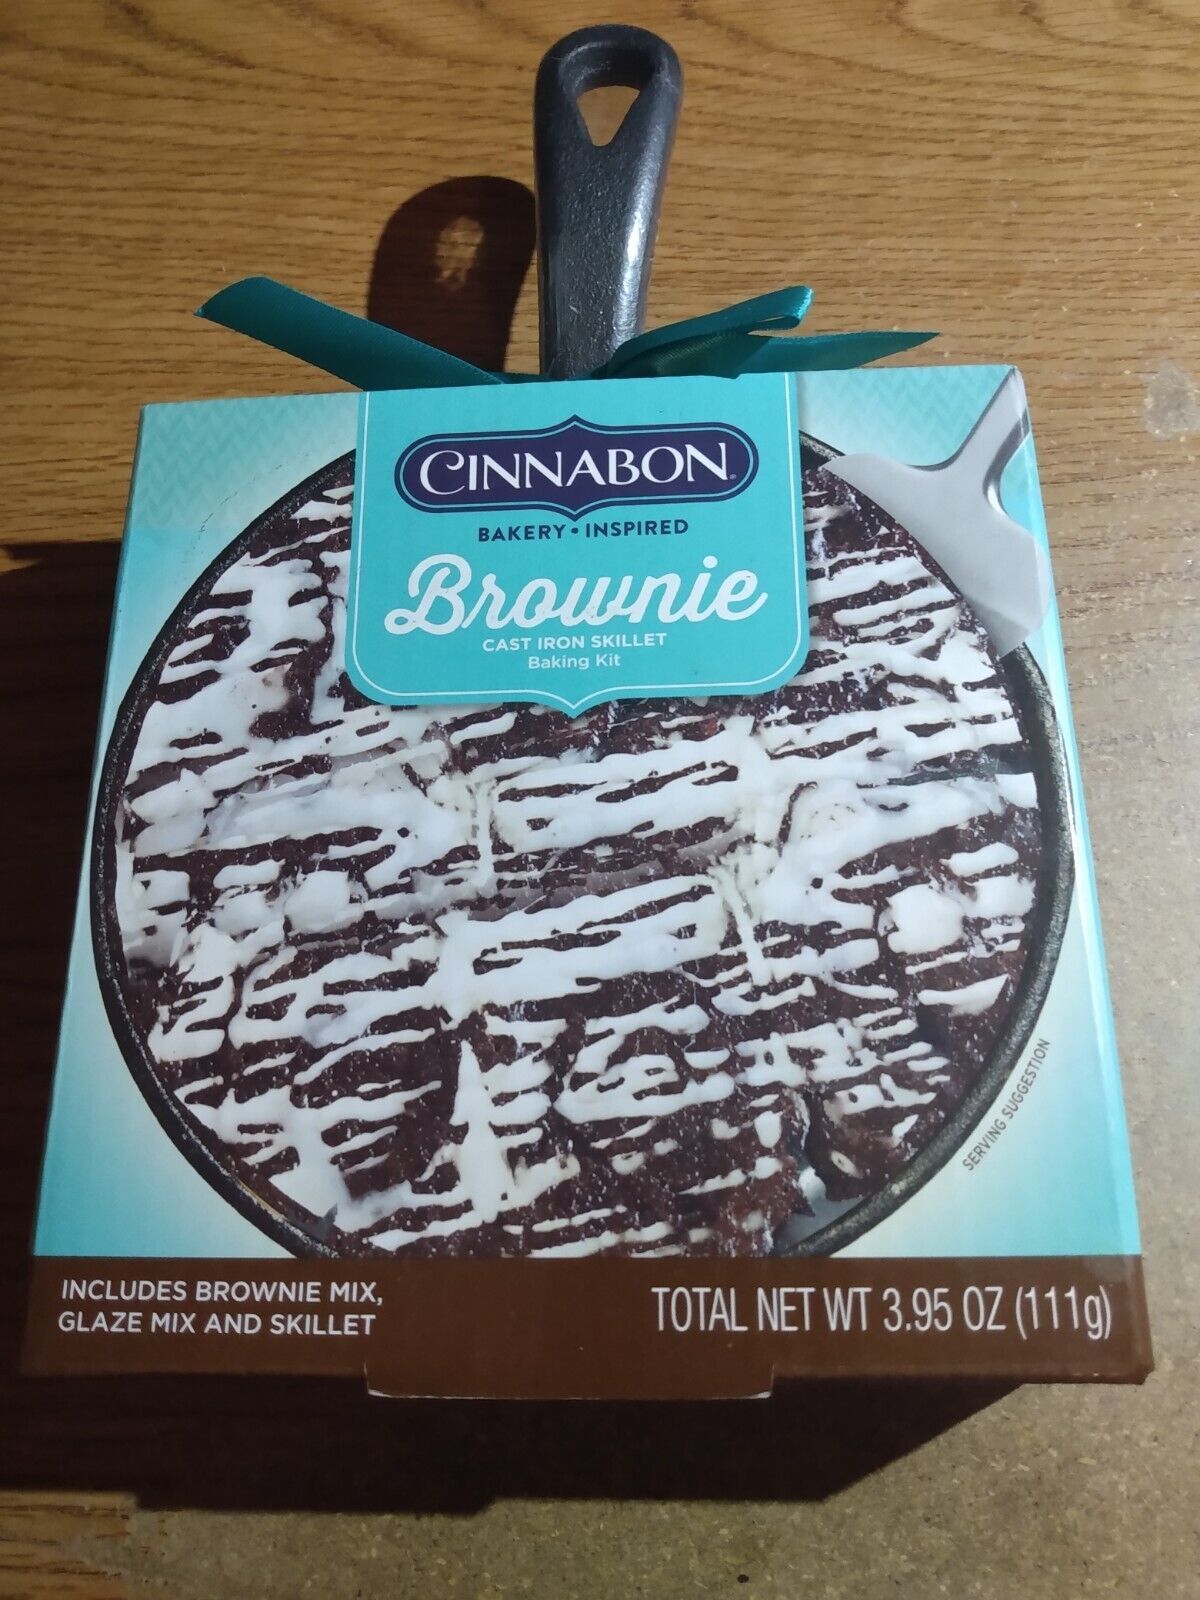 CINNABON®
BAKERY • INSPIRED
Brownie
CAST IRON SKILLET
Baking Kit
SERVING SUGGESTION
INCLUDES BROWNIE MIX,
GLAZE MIX AND SKILLET
TOTAL NET WT 3.95 OZ (111g)